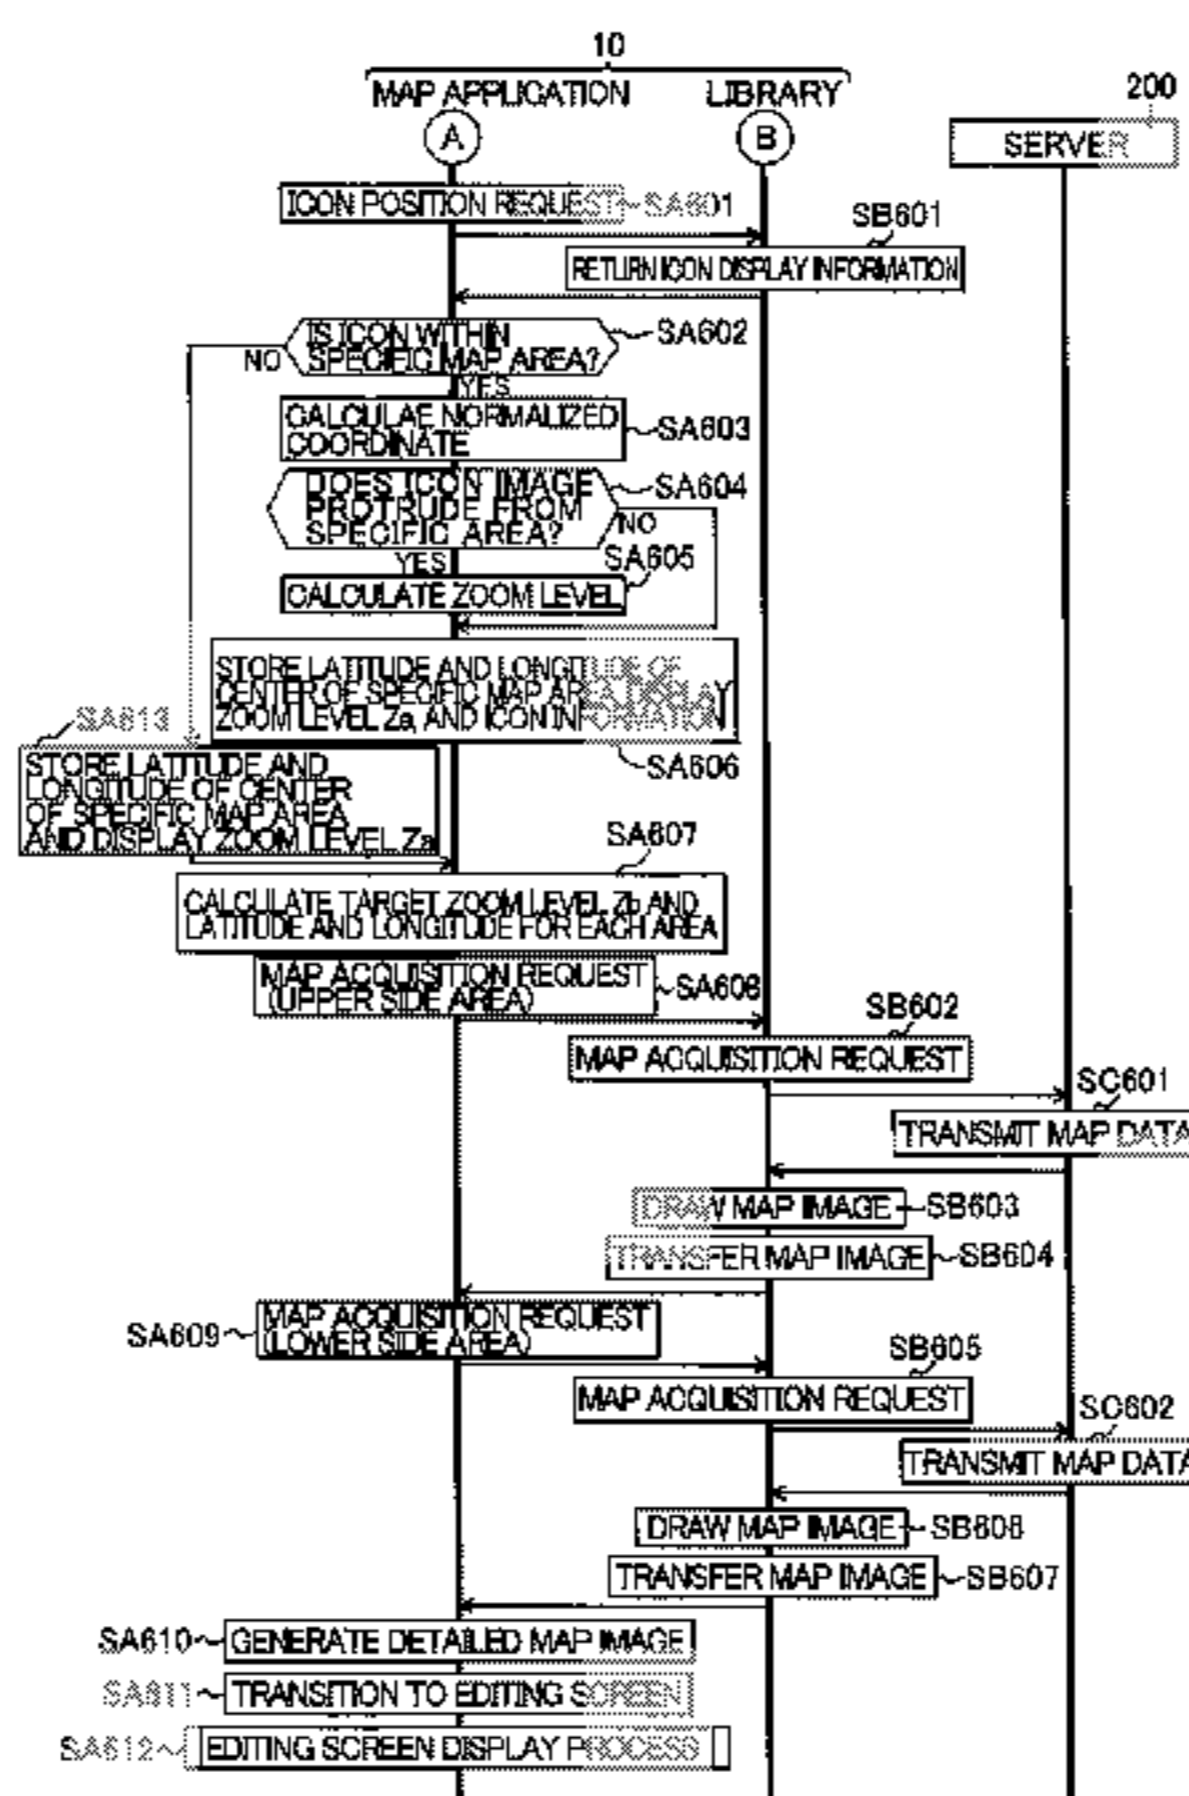 10
MAP APPLICATION
LIBRARY
200
A
B
SERVER
ICON POSITION REQUEST
SA601
SB601
RETURN ICON DISPLAY INFORMATION
IS ICON WITHIN
SPECIFIC MAP AREA?
SA602
NO
YES
CALCULAE NORMALIZED
COORDINATE
SA603
DOES ICON IMAGE
PROTRUDE FROM
SPECIFIC AREA?
SA604
NO
YES
SA605
CALCULATE ZOOM LEVEL
STORE LATITUDE AND LONGITUDE OF
CENTER OF SPECIFIC MAP AREA, DISPLAY
ZOOM LEVEL Za, AND ICON INFORMATION
SA606
SA613
STORE LATITUDE AND
LONGITUDE OF CENTER
OF SPECIFIC MAP AREA
AND DISPLAY ZOOM LEVEL Za
SA607
CALCULATE TARGET ZOOM LEVEL Zb AND
LATITUDE AND LONGITUDE FOR EACH AREA
MAP ACQUISITION REQUEST
(UPPER SIDE AREA)
SA608
SB602
MAP ACQUISITION REQUEST
SC601
TRANSMIT MAP DATA
DRAW MAP IMAGE
SB603
TRANSFER MAP IMAGE
SB604
SA609
MAP ACQUISITION REQUEST
(LOWER SIDE AREA)
SB605
MAP ACQUISITION REQUEST
SC602
TRANSMIT MAP DATA
DRAW MAP IMAGE
SB606
TRANSFER MAP IMAGE
SB607
SA610
GENERATE DETAILED MAP IMAGE
SA611
TRANSITION TO EDITING SCREEN
SA612
EDITING SCREEN DISPLAY PROCESS